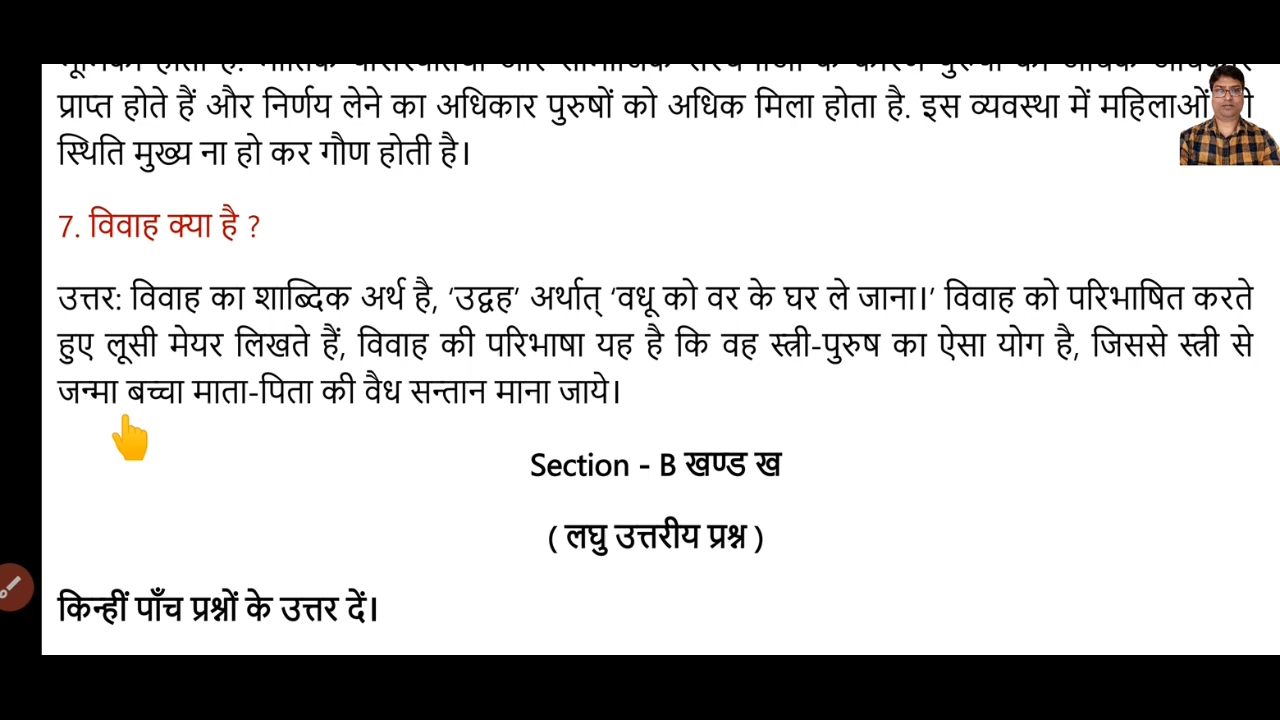 प्राप्त होते हैं और निर्णय लेने का अधिकार पुरुषों को अधिक मिला होता है. इस व्यवस्था में महिलाओं
स्थिति मुख्य ना हो कर गौण होती है।
7. विवाह क्या है ?
उत्तर: विवाह का शाब्दिक अर्थ है, ‘उद्वह’ अर्थात् ‘वधू को वर के घर ले जाना।’ विवाह को परिभाषित करते
हुए लूसी मेयर लिखते हैं, विवाह की परिभाषा यह है कि वह स्त्री-पुरुष का ऐसा योग है, जिससे स्त्री से
जन्मा बच्चा माता-पिता की वैध सन्तान माना जाये।
Section - B खण्ड ख
( लघु उत्तरीय प्रश्न )
किन्हीं पाँच प्रश्नों के उत्तर दें।